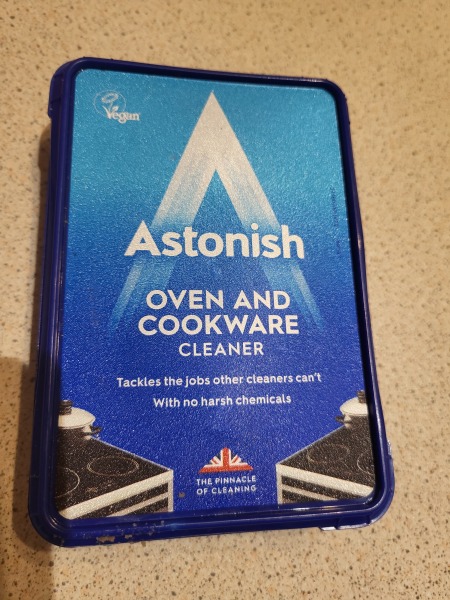 Vegan
Astonish
OVEN AND
COOKWARE
CLEANER
Tackles the jobs other cleaners can't
With no harsh chemicals
THE PINNACLE
OF CLEANING